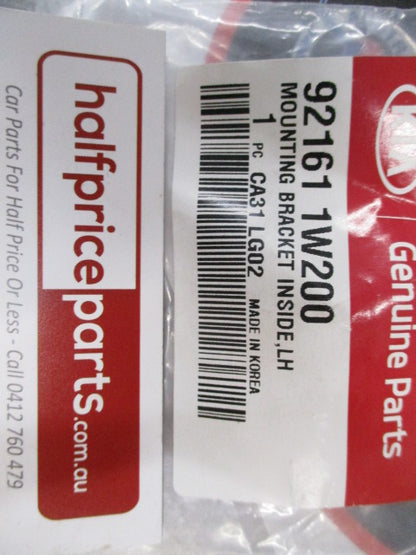 halfpriceparts.com.au
Car Parts For Half Price Or Less - Call 0412 760 479
KIA
Genuine Parts
92161 1W200
MOUNTING BRACKET INSIDE,LH
1 PC CA31 LG02 MADE IN KOREA